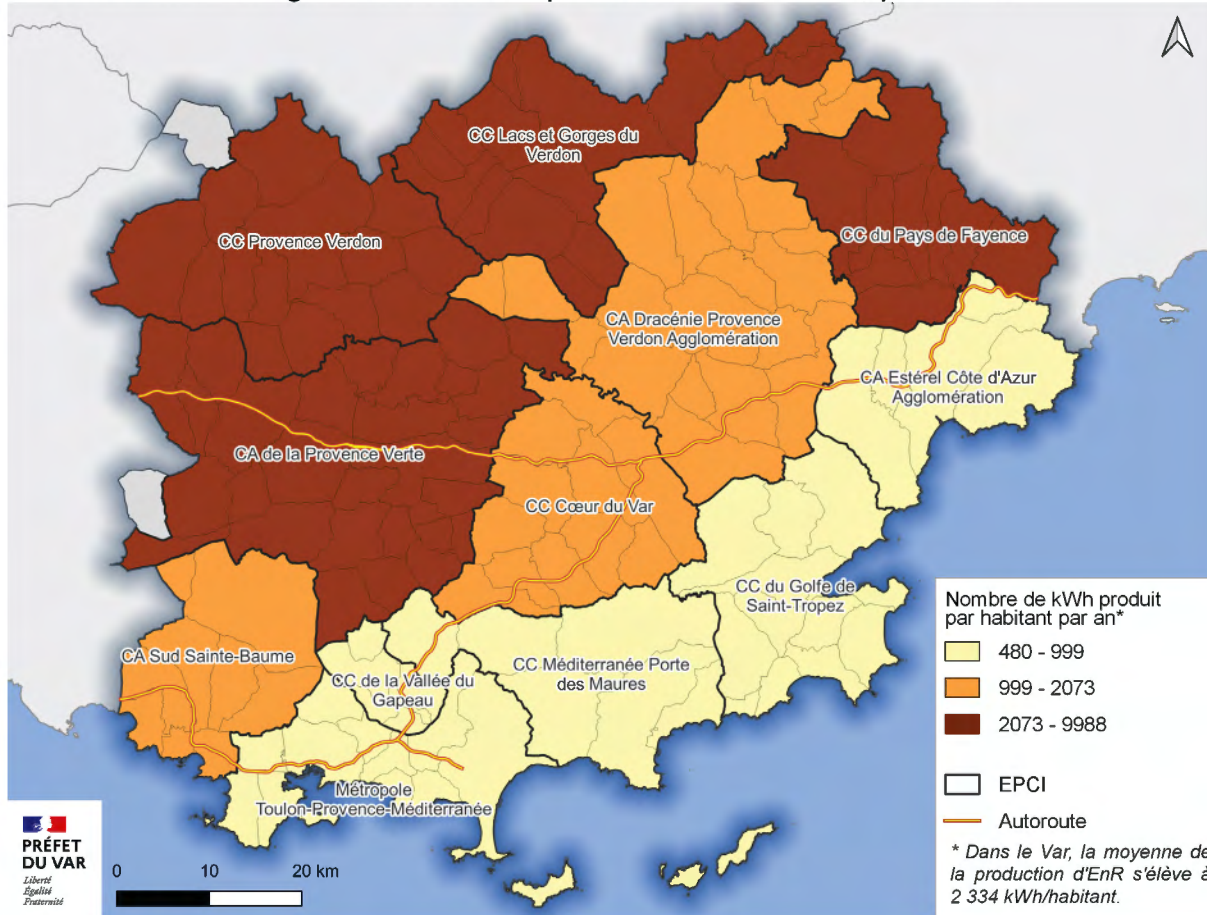 CC Lacs et Gorges du
Verdon
CC Provence Verdon
CC du Pays de Fayence
CA Dracénie Provence
Verdon Agglomération
CA Estérel Côte d'Azur
Agglomération
CA de la Provence Verte
CC Cœur du Var
CC du Golfe de
Saint-Tropez
CA Sud Sainte-Baume
CC de la Vallée du
Gapeau
CC Méditerranée Porte
des Maures
Métropole
Toulon-Provence-Méditerranée
Nombre de kWh produit
par habitant par an*
480 - 999
999 - 2073
2073 - 9988
EPCI
Autoroute
* Dans le Var, la moyenne de
la production d'EnR s'élève à
2 334 kWh/habitant.
PRÉFET
DU VAR
Liberté
Égalité
Fraternité
0 10 20 km